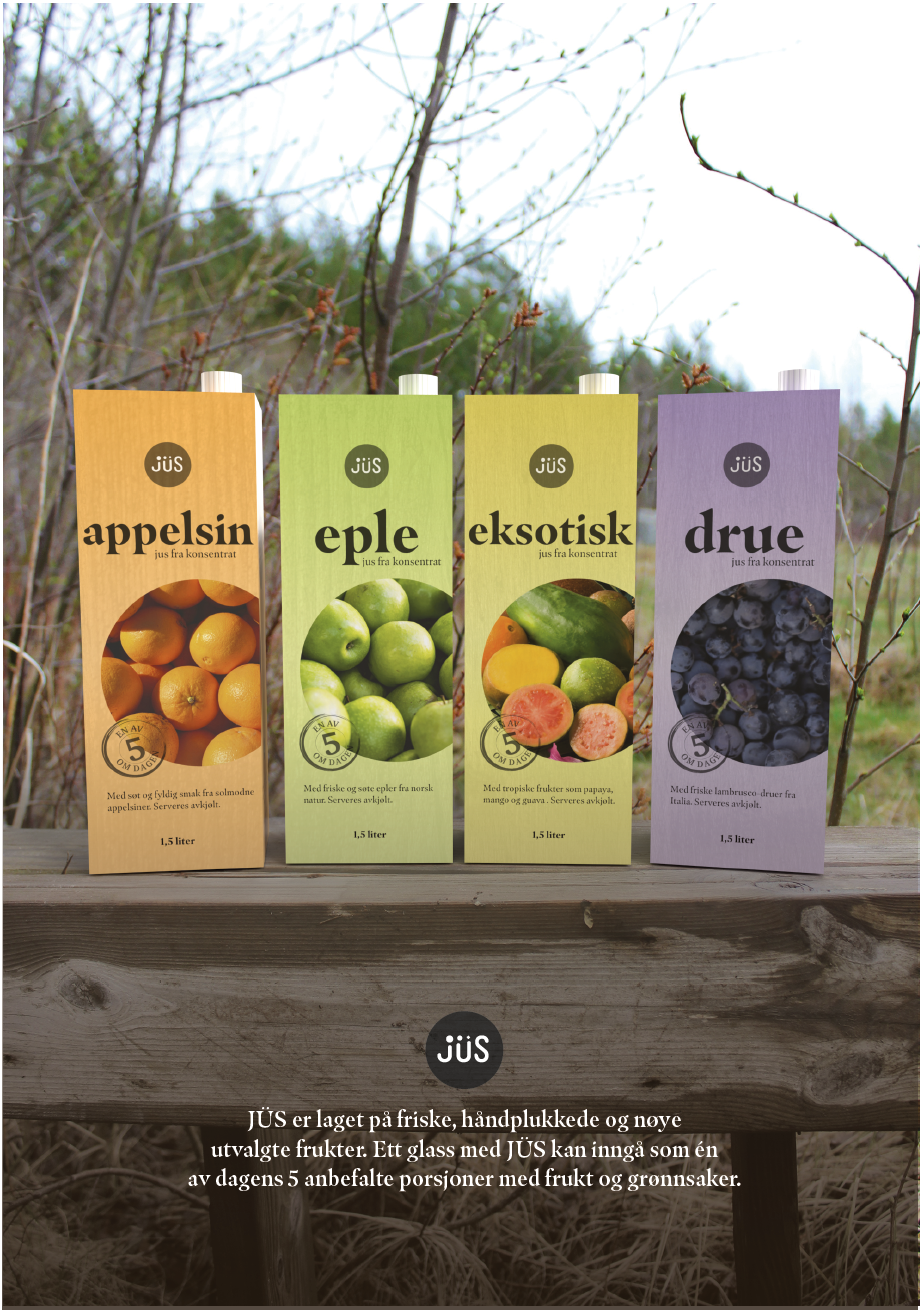 JÜS
appelsin
jus fra konsentrat
EN AV
5
OM DAGEN
Med søt og fyldig smak fra solmodne
appelsiner. Serveres avkjølt.
1,5 liter
JÜS
eple
jus fra konsentrat
EN AV
5
OM DAGEN
Med friske og søte epler fra norsk
natur. Serveres avkjølt.
1,5 liter
JÜS
eksotisk
jus fra konsentrat
EN AV
5
OM DAGEN
Med tropiske frukter som papaya,
mango og guava . Serveres avkjølt.
1,5 liter
JÜS
drue
jus fra konsentrat
EN AV
5
OM DAGEN
Med friske lambrusco-druer fra
Italia. Serveres avkjølt.
1,5 liter
JÜS
JÜS er laget på friske, håndplukkede og nøye
utvalgte frukter. Ett glass med JÜS kan inngå som én
av dagens 5 anbefalte porsjoner med frukt og grønnsaker.